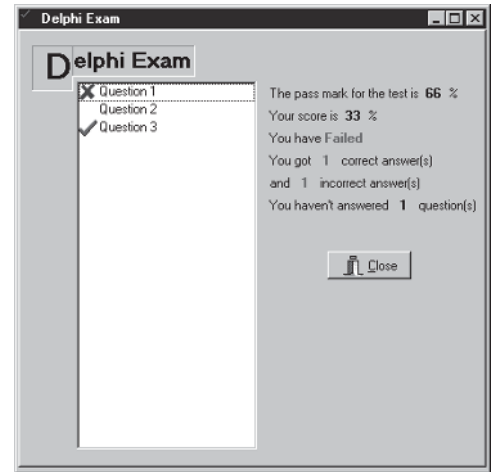 Delphi Exam
Delphi Exam
Question 1
Question 2
Question 3
The pass mark for the test is 66 %
Your score is 33 %
You have Failed
You got 1 correct answer(s)
and 1 incorrect answer(s)
You haven't answered 1 question(s)
Close